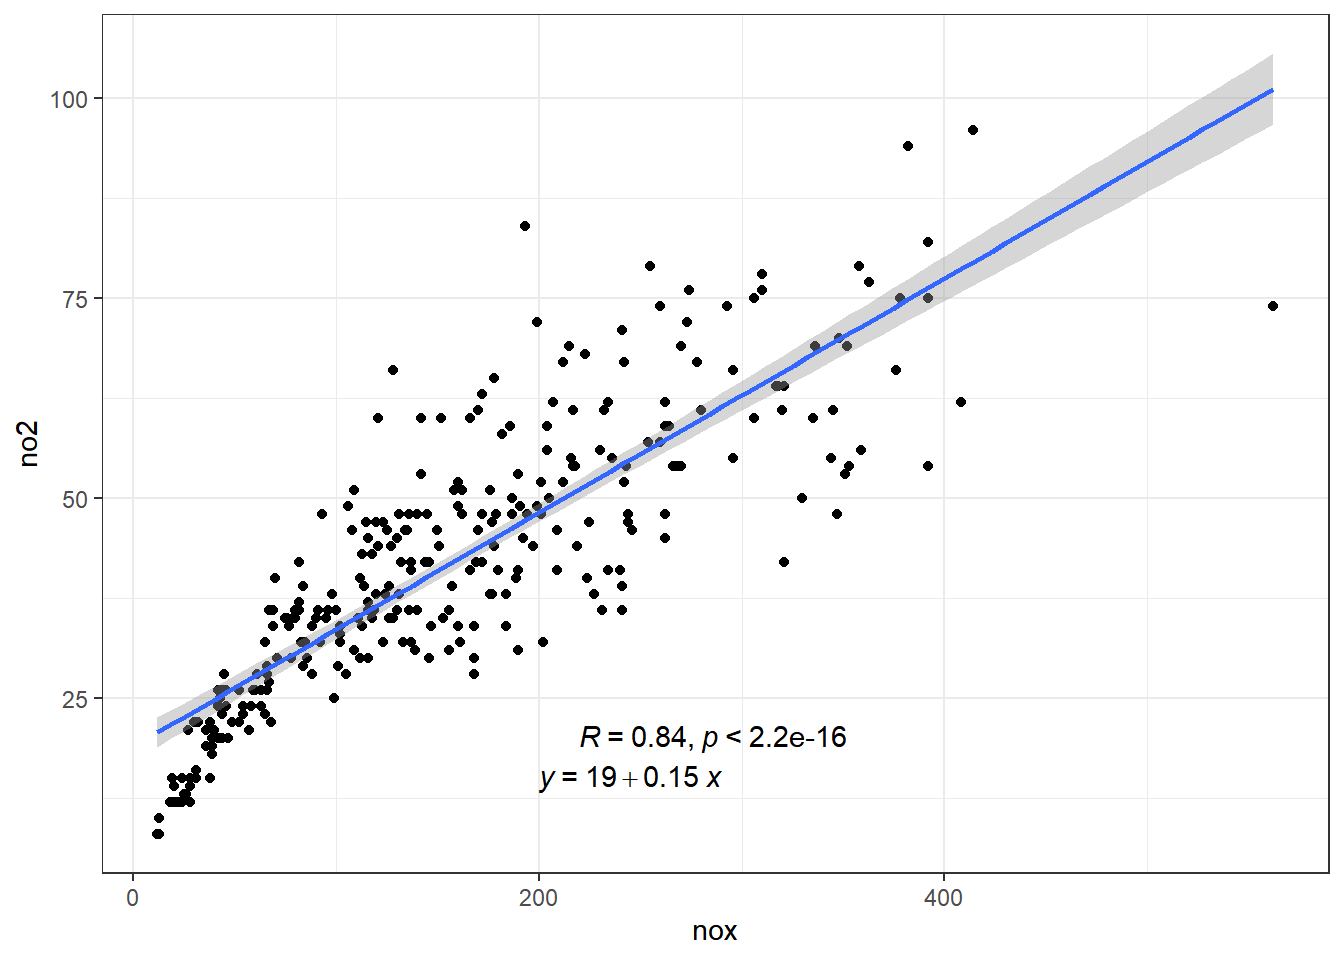 100
75
50
25
no2
R = 0.84, p < 2.2e-16
y = 19 + 0.15 x
0 200 400
nox